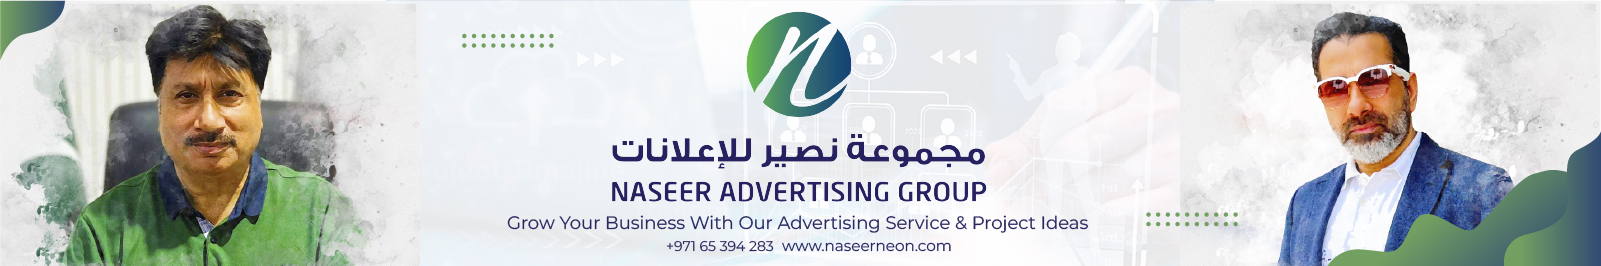 n
مجموعة نصير للإعلانات
NASEER ADVERTISING GROUP
Grow Your Business With Our Advertising Service & Project Ideas
+971 65 394 283 www.naseerneon.com